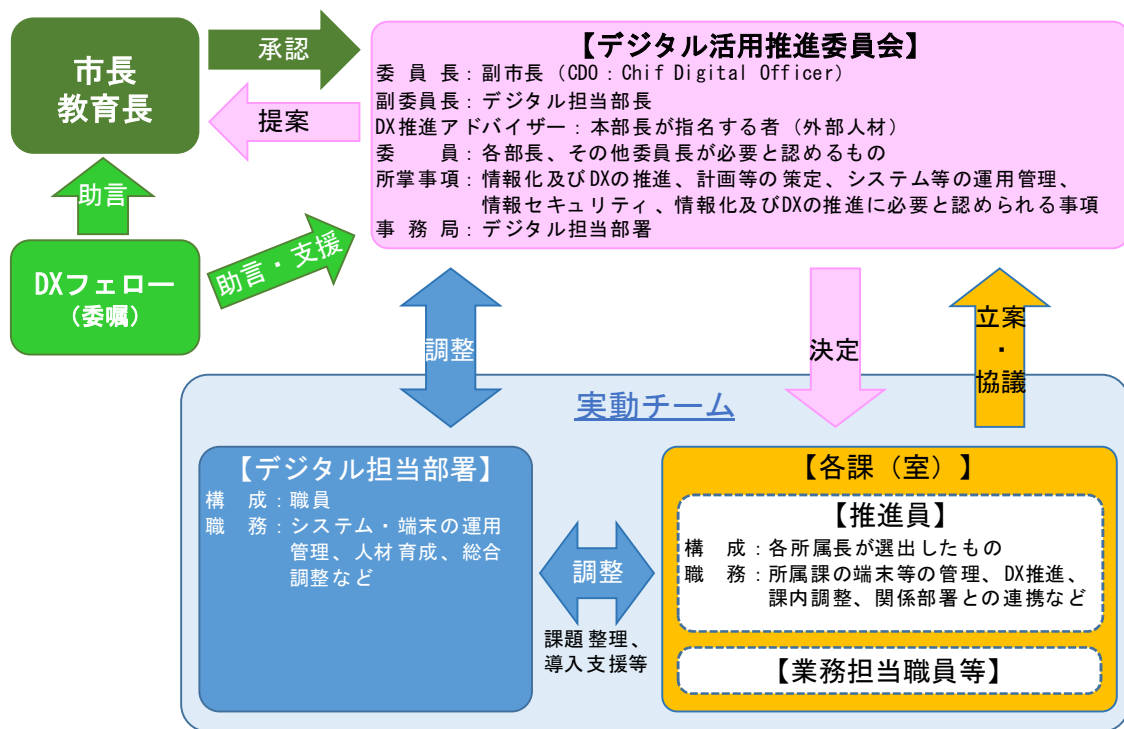 市長
教育長
承認
提案
助言
DXフェロー
（委嘱）
助言・支援
【デジタル活用推進委員会】
委員長：副市長（CDO：Chif Digital Officer）
副委員長：デジタル担当部長
DX推進アドバイザー：本部長が指名する者（外部人材）
委　　員：各部長、その他委員長が必要と認めるもの
所掌事項：情報化及びDXの推進、計画等の策定、システム等の運用管理、
情報セキュリティ、情報化及びDXの推進に必要と認められる事項
事務局：デジタル担当部署
調整
決定
立案
・
協議
実動チーム
【デジタル担当部署】
構　成：職員
職　務：システム・端末の運用
管理、人材育成、総合
調整など
調整
課題整理、
導入支援等
【各課（室）】
【推進員】
構　成：各所属長が選出したもの
職　務：所属課の端末等の管理、DX推進、
課内調整、関係部署との連携など
【業務担当職員等】